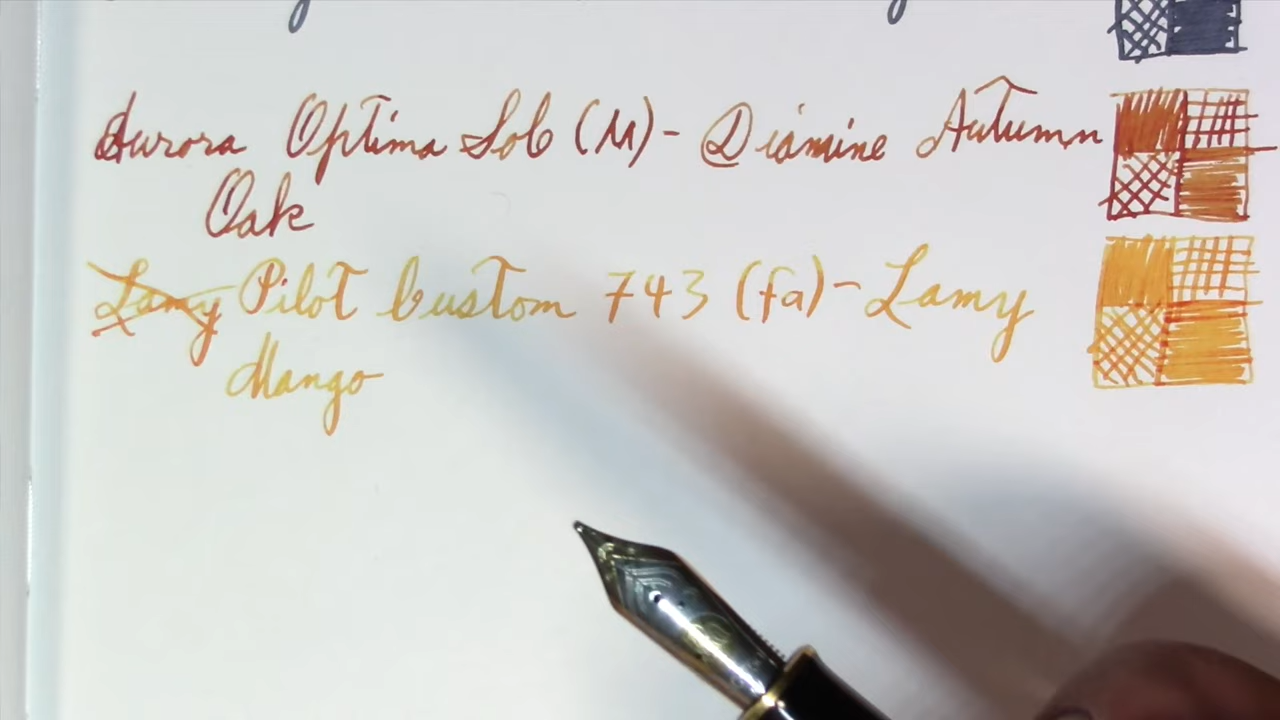 Aurora Optima Sole (M) - Diamine Autumn
Oak
Lamy Pilot Custom 743 (fa) - Lamy
Mango